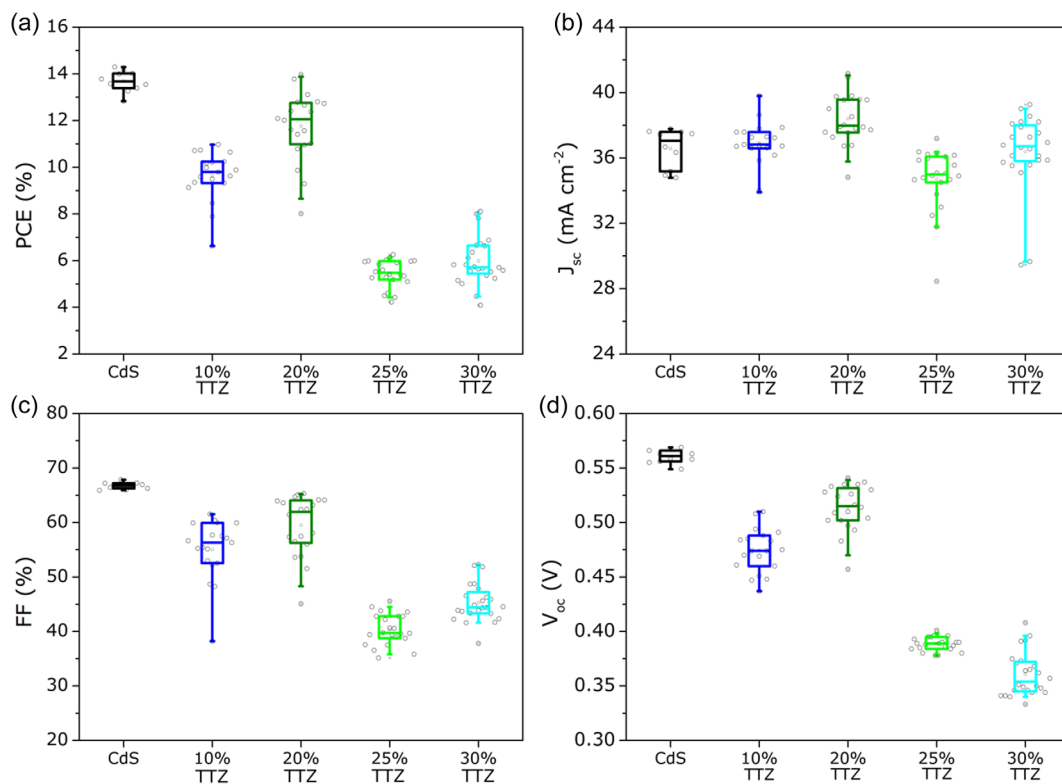 (a)
PCE (%)
16
14
12
10
8
6
4
2
CdS
10%
TTZ
20%
TTZ
25%
TTZ
30%
TTZ
(b)
J_sc (mA cm⁻²)
44
40
36
32
28
24
CdS
10%
TTZ
20%
TTZ
25%
TTZ
30%
TTZ
(c)
FF (%)
80
70
60
50
40
30
20
CdS
10%
TTZ
20%
TTZ
25%
TTZ
30%
TTZ
(d)
V_oc (V)
0.60
0.55
0.50
0.45
0.40
0.35
0.30
CdS
10%
TTZ
20%
TTZ
25%
TTZ
30%
TTZ